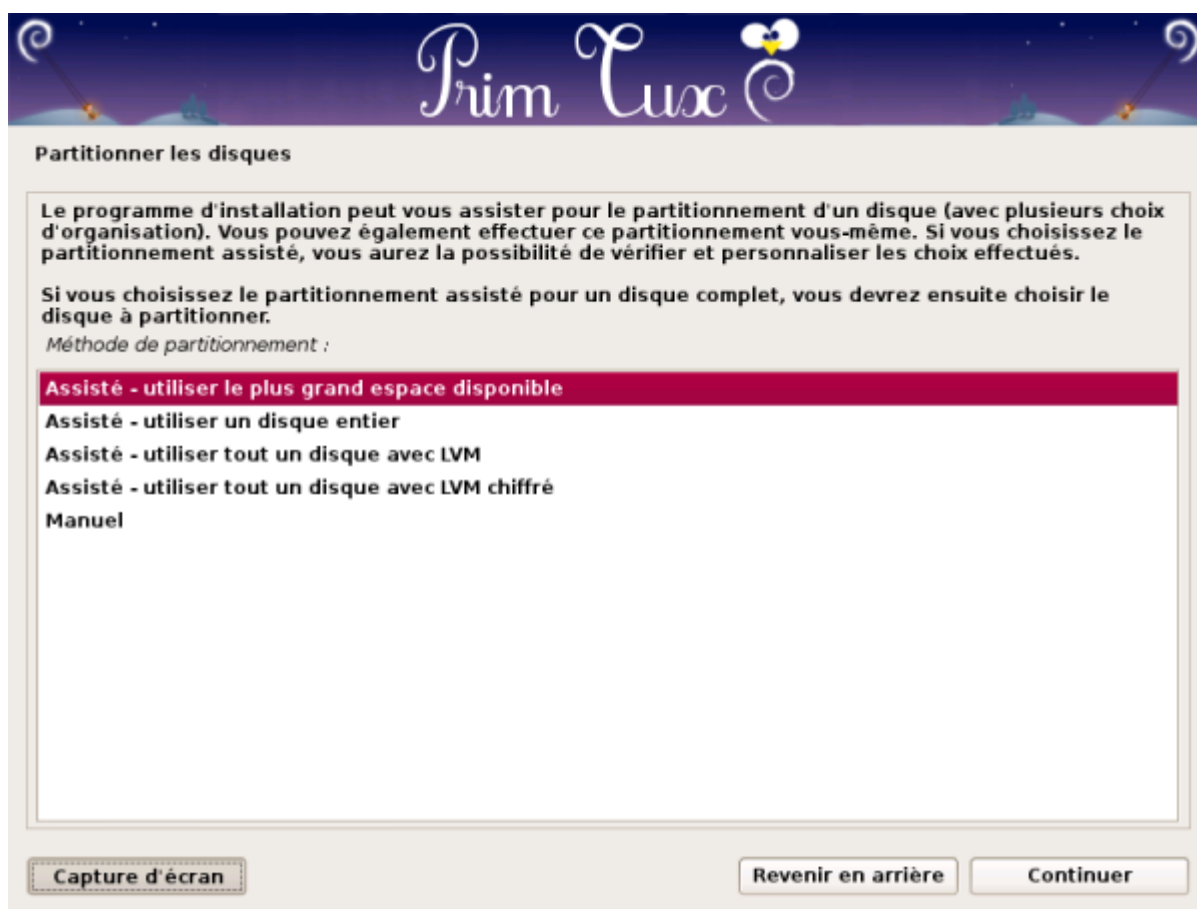 Prim Tux
Partitionner les disques
Le programme d'installation peut vous assister pour le partitionnement d'un disque (avec plusieurs choix
d'organisation). Vous pouvez également effectuer ce partitionnement vous-même. Si vous choisissez le
partitionnement assisté, vous aurez la possibilité de vérifier et personnaliser les choix effectués.
Si vous choisissez le partitionnement assisté pour un disque complet, vous devrez ensuite choisir le
disque à partitionner.
Méthode de partitionnement :
Assisté - utiliser le plus grand espace disponible
Assisté - utiliser un disque entier
Assisté - utiliser tout un disque avec LVM
Assisté - utiliser tout un disque avec LVM chiffré
Manuel
Capture d'écran
Revenir en arrière
Continuer